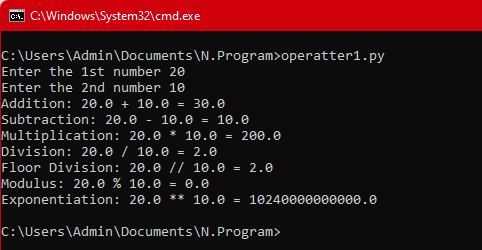 C:\Windows\System32\cmd.exe
C:\Users\Admin\Documents\N.Program>operatter1.py
Enter the 1st number 20
Enter the 2nd number 10
Addition: 20.0 + 10.0 = 30.0
Subtraction: 20.0 - 10.0 = 10.0
Multiplication: 20.0 * 10.0 = 200.0
Division: 20.0 / 10.0 = 2.0
Floor Division: 20.0 // 10.0 = 2.0
Modulus: 20.0 % 10.0 = 0.0
Exponentiation: 20.0 ** 10.0 = 10240000000000.0
C:\Users\Admin\Documents\N.Program>